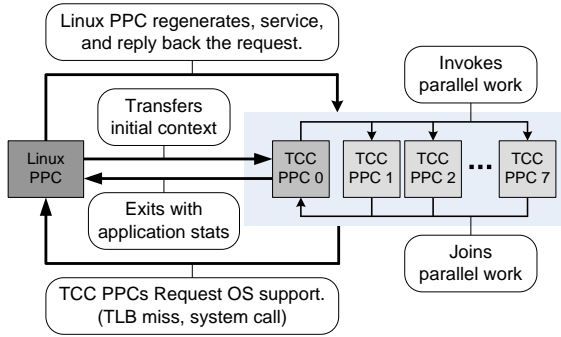 Linux PPC regenerates, service,
and reply back the request.
Invokes
parallel work
Transfers
initial context
Linux
PPC
TCC
PPC 0
TCC
PPC 1
TCC
PPC 2
...
TCC
PPC 7
Exits with
application stats
Joins
parallel work
TCC PPCs Request OS support.
(TLB miss, system call)